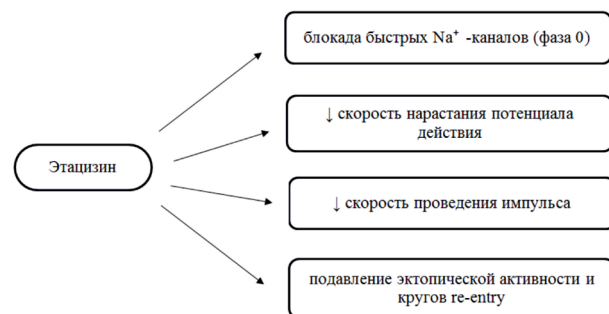 блокада быстрых Na⁺ -каналов (фаза 0)
↓ скорость нарастания потенциала
действия
Этацизин
↓ скорость проведения импульса
подавление эктопической активности и
кругов re-entry